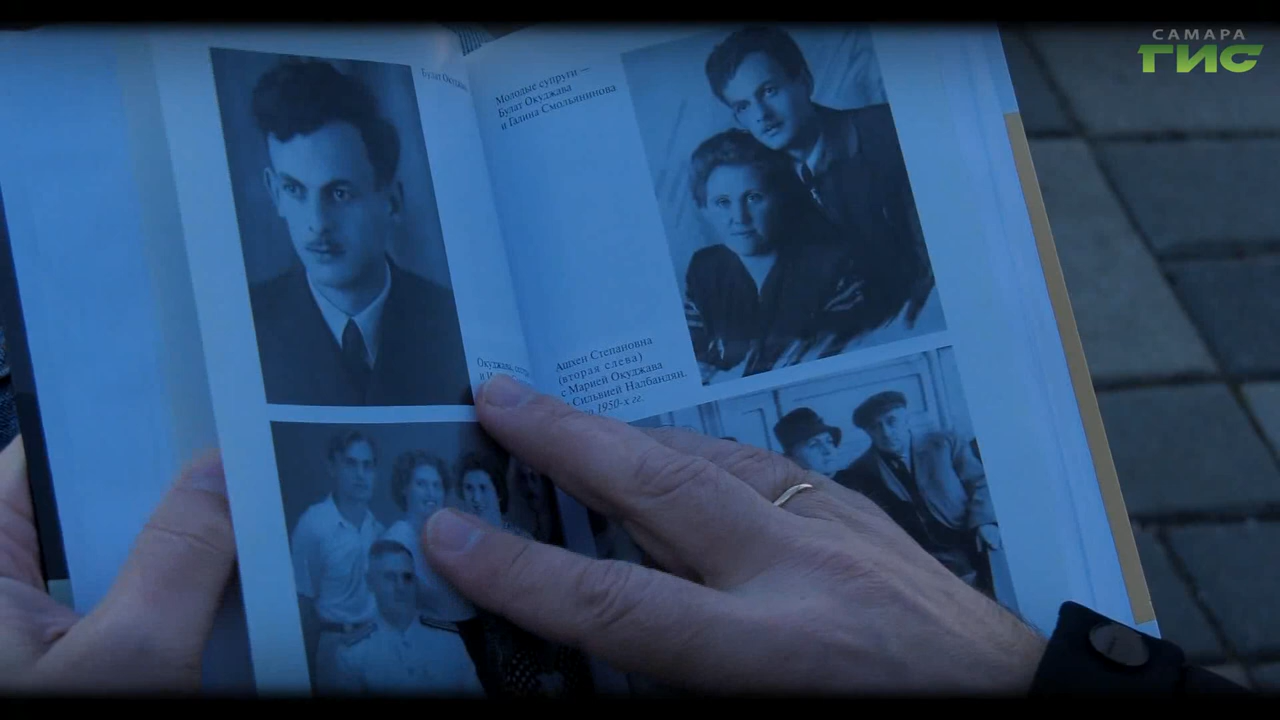 САМАРА
ГИС
Булат
Молодые супруги —
Булат Окуджава
и Галина Смольянинова
Ашхен Степановна
(вторая слева)
с Марией Окуджава
Сильвией Налбандян.
1950-х гг.
Окуджава,